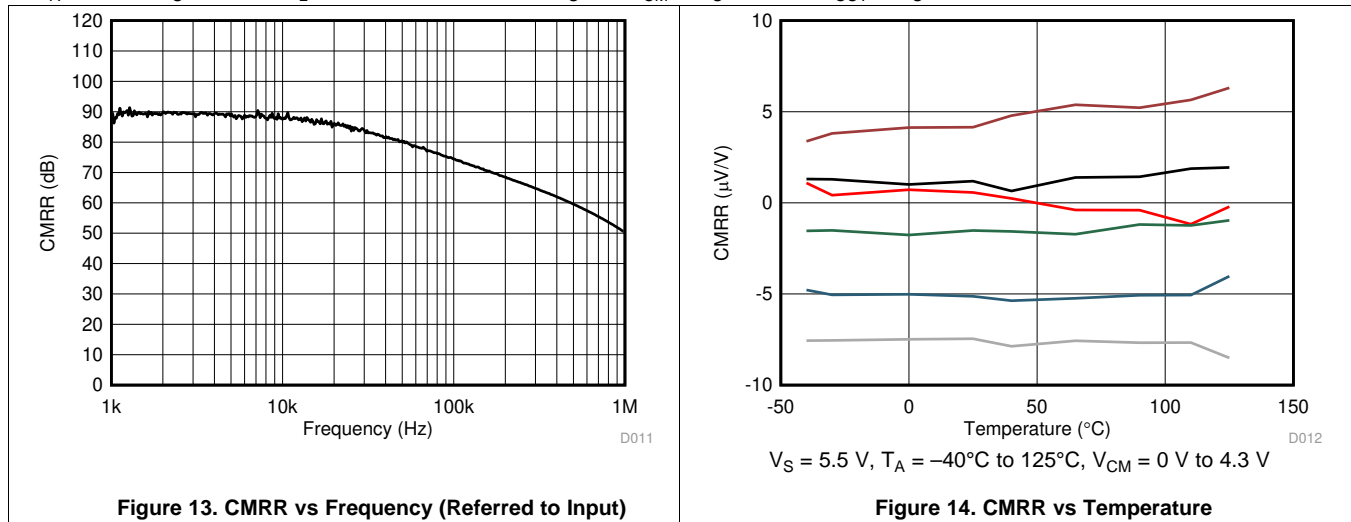 120
110
100
90
80
70
60
50
40
30
20
10
0
CMRR (dB)
1k
10k
100k
1M
Frequency (Hz)
D011
Figure 13. CMRR vs Frequency (Referred to Input)
10
5
0
-5
-10
CMRR (μV/V)
-50
0
50
100
150
Temperature (°C)
D012
V_S = 5.5 V, T_A = –40°C to 125°C, V_CM = 0 V to 4.3 V
Figure 14. CMRR vs Temperature